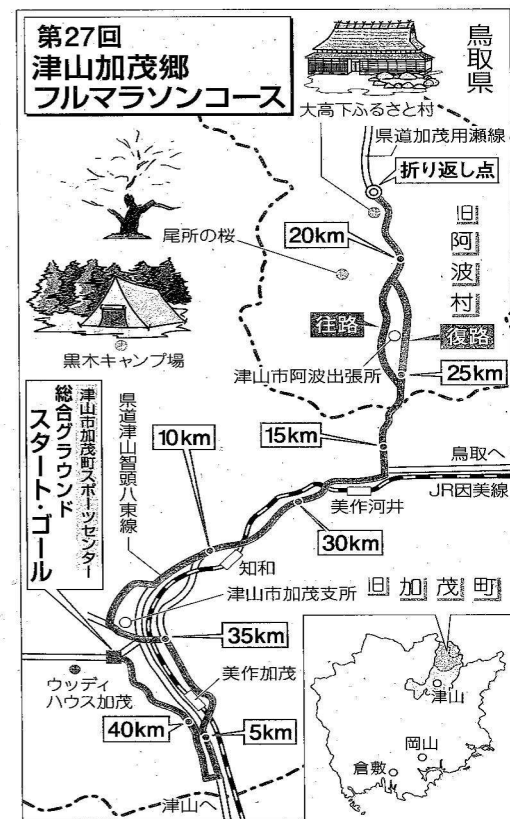 第27回
津山加茂郷
フルマラソンコース
鳥取県
大高下ふるさと村
県道加茂用瀬線
折り返し点
尾所の桜
20km
旧阿波村
往路
復路
黒木キャンプ場
津山市阿波出張所
25km
津山市加茂町スポーツセンター
総合グラウンド
スタート・ゴール
県道津山智頭八東線
10km
15km
鳥取へ
JR因美線
美作河井
30km
知和
津山市加茂支所
旧加茂町
35km
美作加茂
ウッディ
ハウス加茂
40km
5km
津山へ
津山
岡山
倉敷